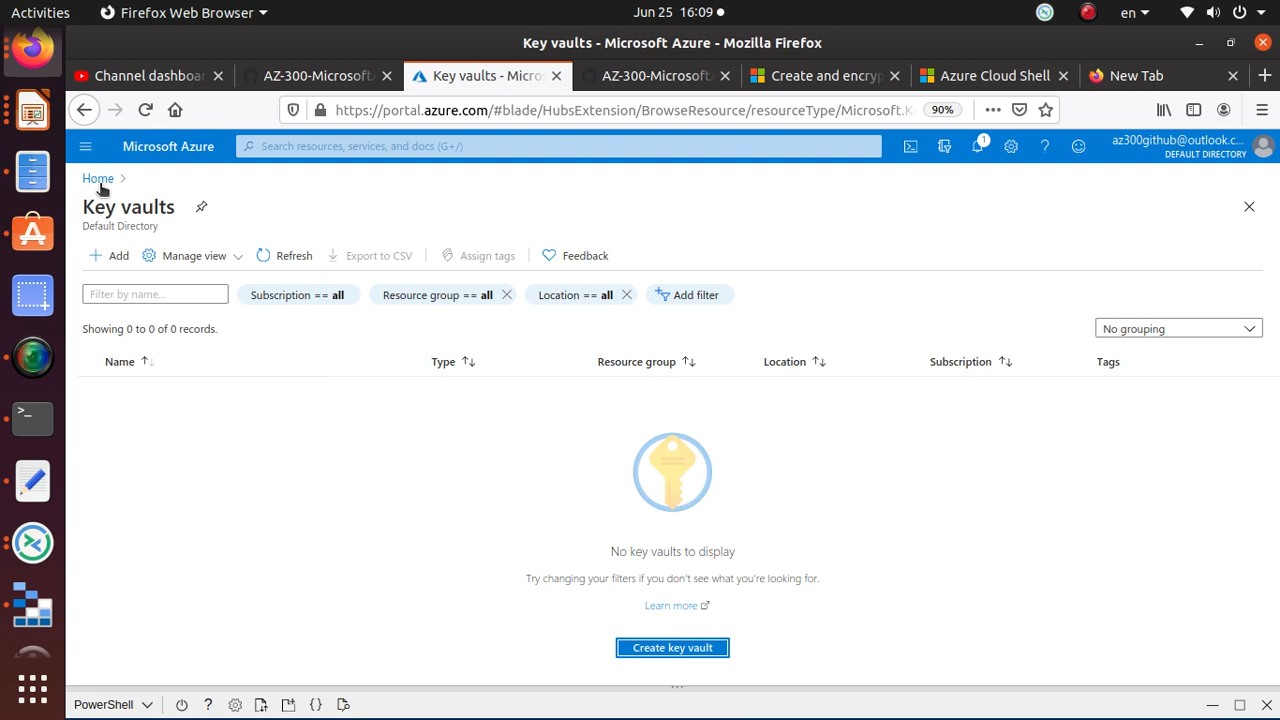 Activities
Firefox Web Browser
Jun 25 16:09
en
Key vaults - Microsoft Azure - Mozilla Firefox
Channel dashboar
AZ-300-Microsoft
Key vaults - Micros
AZ-300-Microsoft
Create and encryp
Azure Cloud Shell
New Tab
https://portal.azure.com/#blade/HubsExtension/BrowseResource/resourceType/Microsoft.K
90%
Microsoft Azure
Search resources, services, and docs (G+/)
1
az300github@outlook.c...
DEFAULT DIRECTORY
Home
Key vaults
Default Directory
Add
Manage view
Refresh
Export to CSV
Assign tags
Feedback
Filter by name...
Subscription == all
Resource group == all
Location == all
Add filter
Showing 0 to 0 of 0 records.
No grouping
Name
Type
Resource group
Location
Subscription
Tags
No key vaults to display
Try changing your filters if you don't see what you're looking for.
Learn more
Create key vault
PowerShell